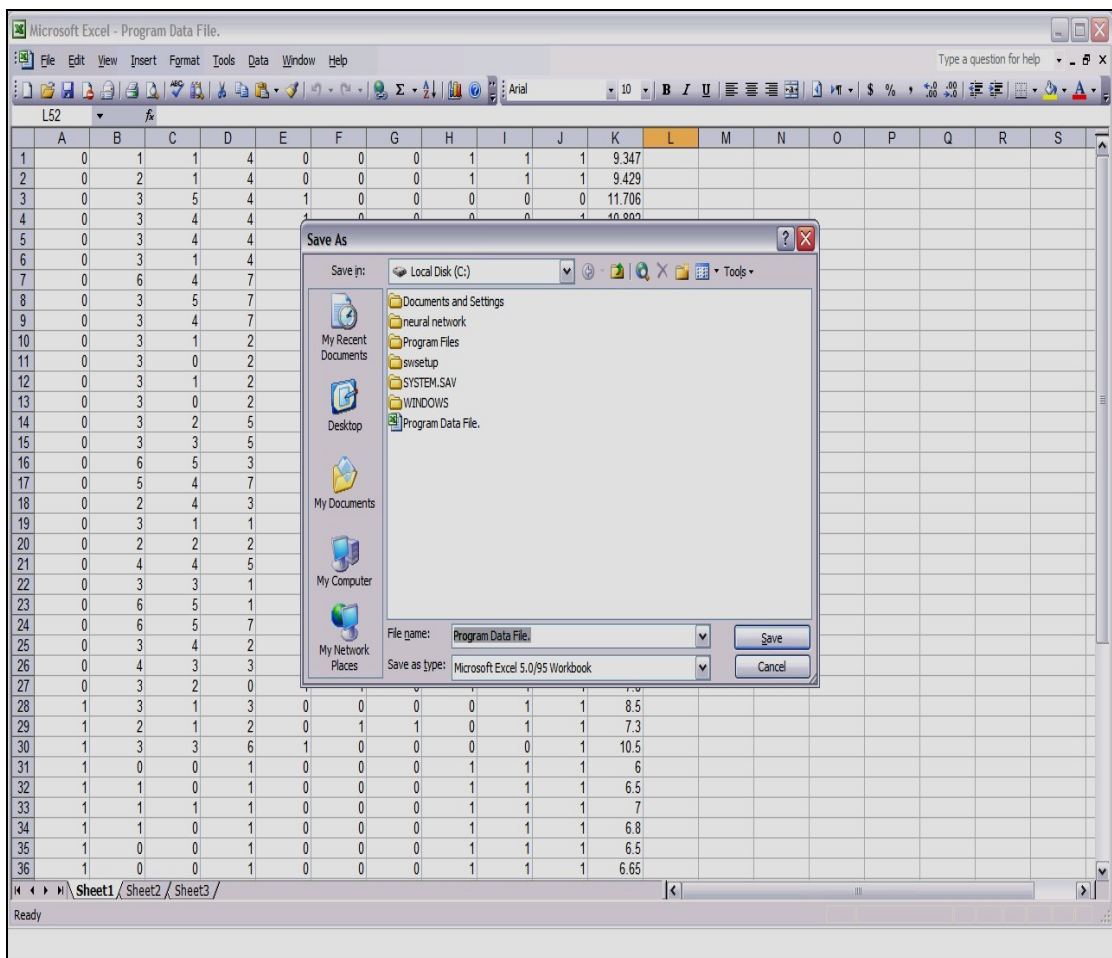 Microsoft Excel - Program Data File.
File Edit View Insert Format Tools Data Window Help Type a question for help
Arial 10 B I U $ % ,
L52 fx
A B C D E F G H I J K L M N O P Q R S
1 0 1 1 4 0 0 0 1 1 1 9.347
2 0 2 1 4 0 0 0 1 1 1 9.429
3 0 3 5 4 1 0 0 0 0 0 11.706
4 0 3 4 4 1 0 0 0 0 1 10.892
5 0 3 4 4
6 0 3 1 4
7 0 6 4 7
8 0 3 5 7
9 0 3 4 7
10 0 3 1 2
11 0 3 0 2
12 0 3 1 2
13 0 3 0 2
14 0 3 2 5
15 0 3 3 5
16 0 6 5 3
17 0 5 4 7
18 0 2 4 3
19 0 3 1 1
20 0 2 2 2
21 0 4 4 5
22 0 3 3 1
23 0 6 5 1
24 0 6 5 7
25 0 3 4 2
26 0 4 3 3
27 0 3 2 0
28 1 3 1 3 0 0 0 0 1 1 8.5
29 1 2 1 2 0 1 1 0 1 1 7.3
30 1 3 3 6 1 0 0 0 0 1 10.5
31 1 0 0 1 0 0 0 1 1 1 6
32 1 1 0 1 0 0 0 1 1 1 6.5
33 1 1 1 1 0 0 0 1 1 1 7
34 1 1 0 1 0 0 0 1 1 1 6.8
35 1 0 0 1 0 0 0 1 1 1 6.5
36 1 0 0 1 0 0 0 1 1 1 6.65
Save As
Save in: Local Disk (C:) Tools
My Recent Documents
Desktop
My Documents
My Computer
My Network Places
Documents and Settings
neural network
Program Files
swsetup
SYSTEM.SAV
WINDOWS
Program Data File.
File name: Program Data File. Save
Save as type: Microsoft Excel 5.0/95 Workbook Cancel
Sheet1 Sheet2 Sheet3
Ready